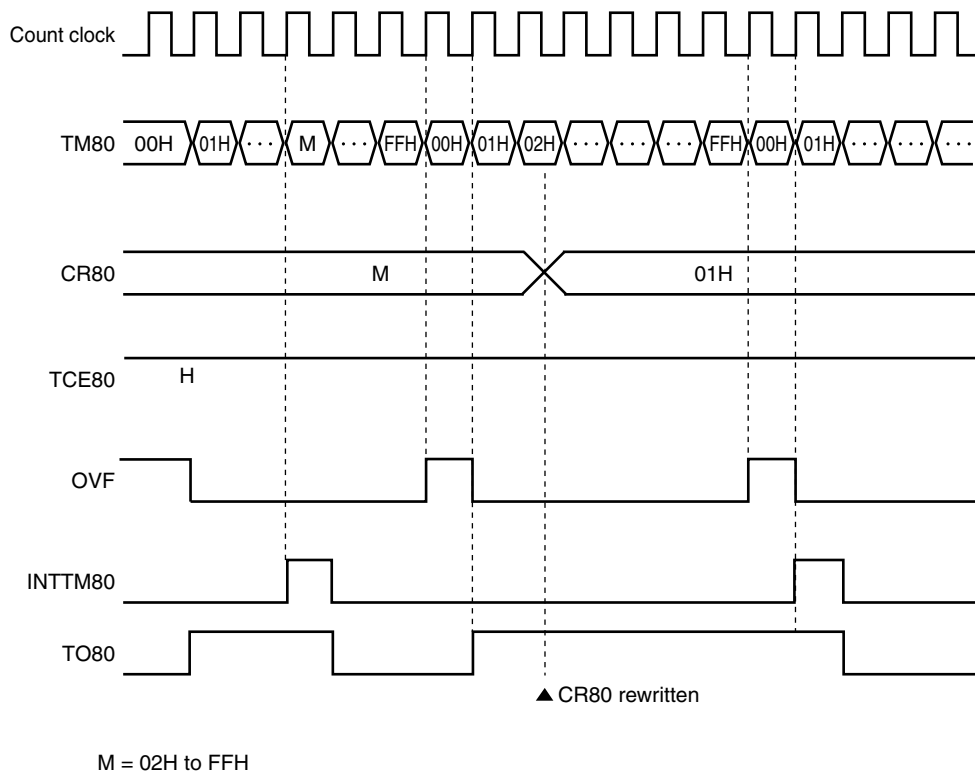 Count clock
TM80 00H 01H ... M ... FFH 00H 01H 02H ... ... ... FFH 00H 01H ... ... ...
CR80 M 01H
TCE80 H
OVF
INTTM80
TO80
▲ CR80 rewritten
M = 02H to FFH